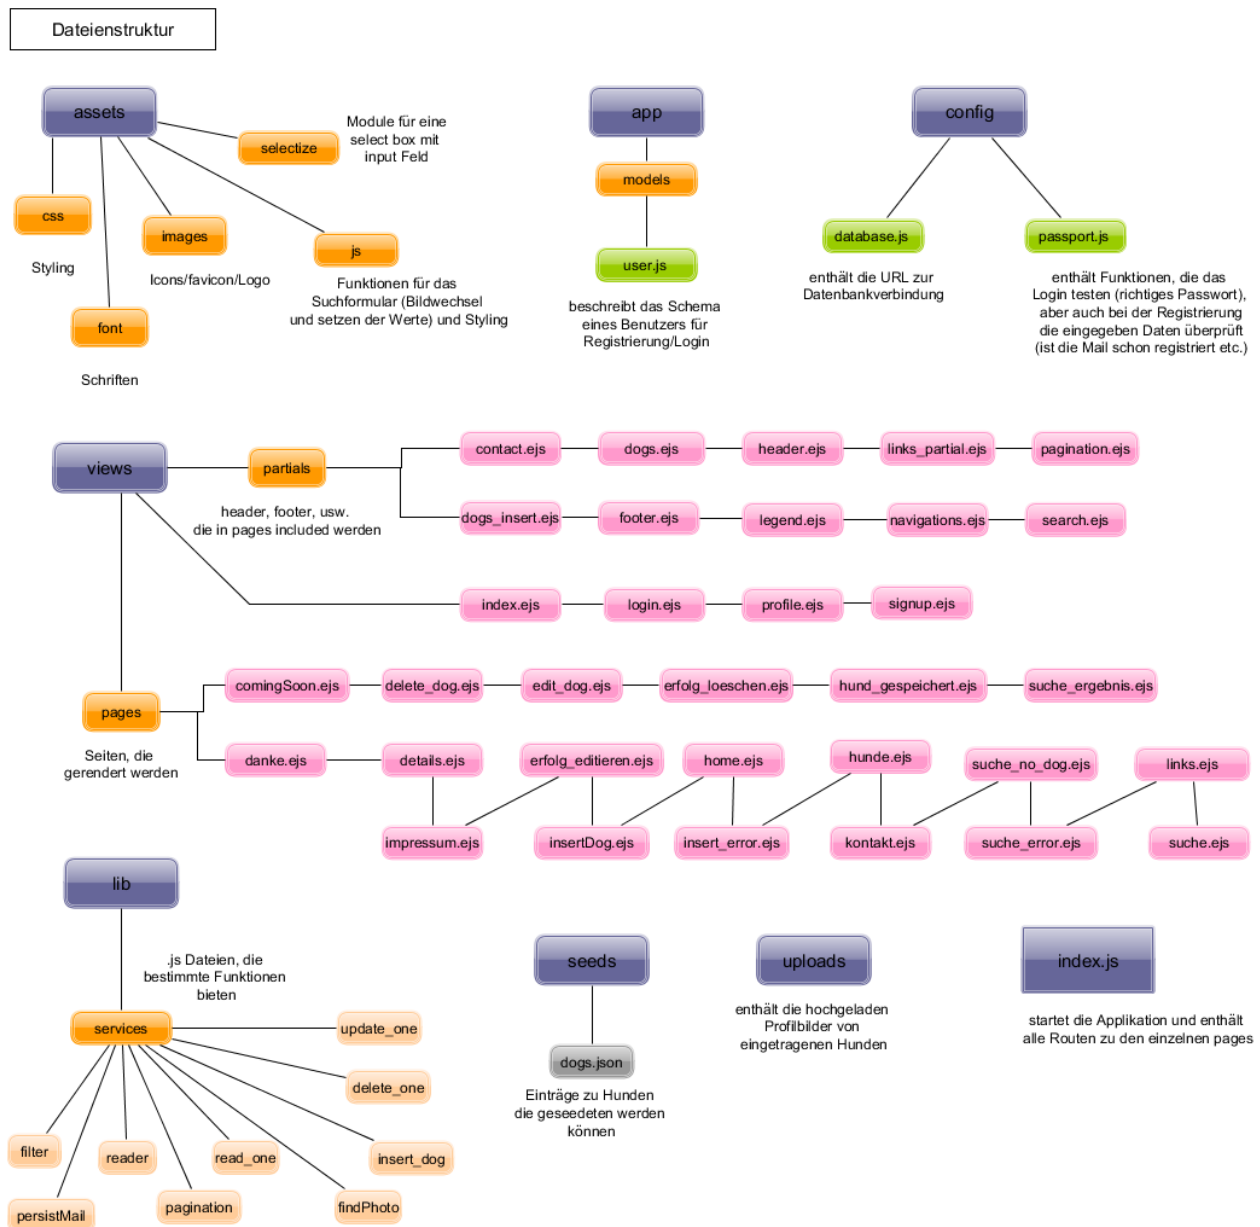 Dateienstruktur
assets
selectize
Module für eine
select box mit
input Feld
css
Styling
images
Icons/favicon/Logo
js
Funktionen für das
Suchformular (Bildwechsel
und setzen der Werte) und Styling
font
Schriften
app
models
user.js
beschreibt das Schema
eines Benutzers für
Registrierung/Login
config
database.js
enthält die URL zur
Datenbankverbindung
passport.js
enthält Funktionen, die das
Login testen (richtiges Passwort),
aber auch bei der Registrierung
die eingegeben Daten überprüft
(ist die Mail schon registriert etc.)
views
partials
header, footer, usw.
die in pages included werden
contact.ejs
dogs.ejs
header.ejs
links_partial.ejs
pagination.ejs
dogs_insert.ejs
footer.ejs
legend.ejs
navigations.ejs
search.ejs
index.ejs
login.ejs
profile.ejs
signup.ejs
pages
Seiten, die
gerendert werden
comingSoon.ejs
delete_dog.ejs
edit_dog.ejs
erfolg_loeschen.ejs
hund_gespeichert.ejs
suche_ergebnis.ejs
danke.ejs
details.ejs
erfolg_editieren.ejs
home.ejs
hunde.ejs
suche_no_dog.ejs
links.ejs
impressum.ejs
insertDog.ejs
insert_error.ejs
kontakt.ejs
suche_error.ejs
suche.ejs
lib
.js Dateien, die
bestimmte Funktionen
bieten
services
update_one
delete_one
insert_dog
findPhoto
read_one
pagination
reader
persistMail
filter
seeds
dogs.json
Einträge zu Hunden
die geseedeten werden
können
uploads
enthält die hochgeladen
Profilbilder von
eingetragenen Hunden
index.js
startet die Applikation und enthält
alle Routen zu den einzelnen pages